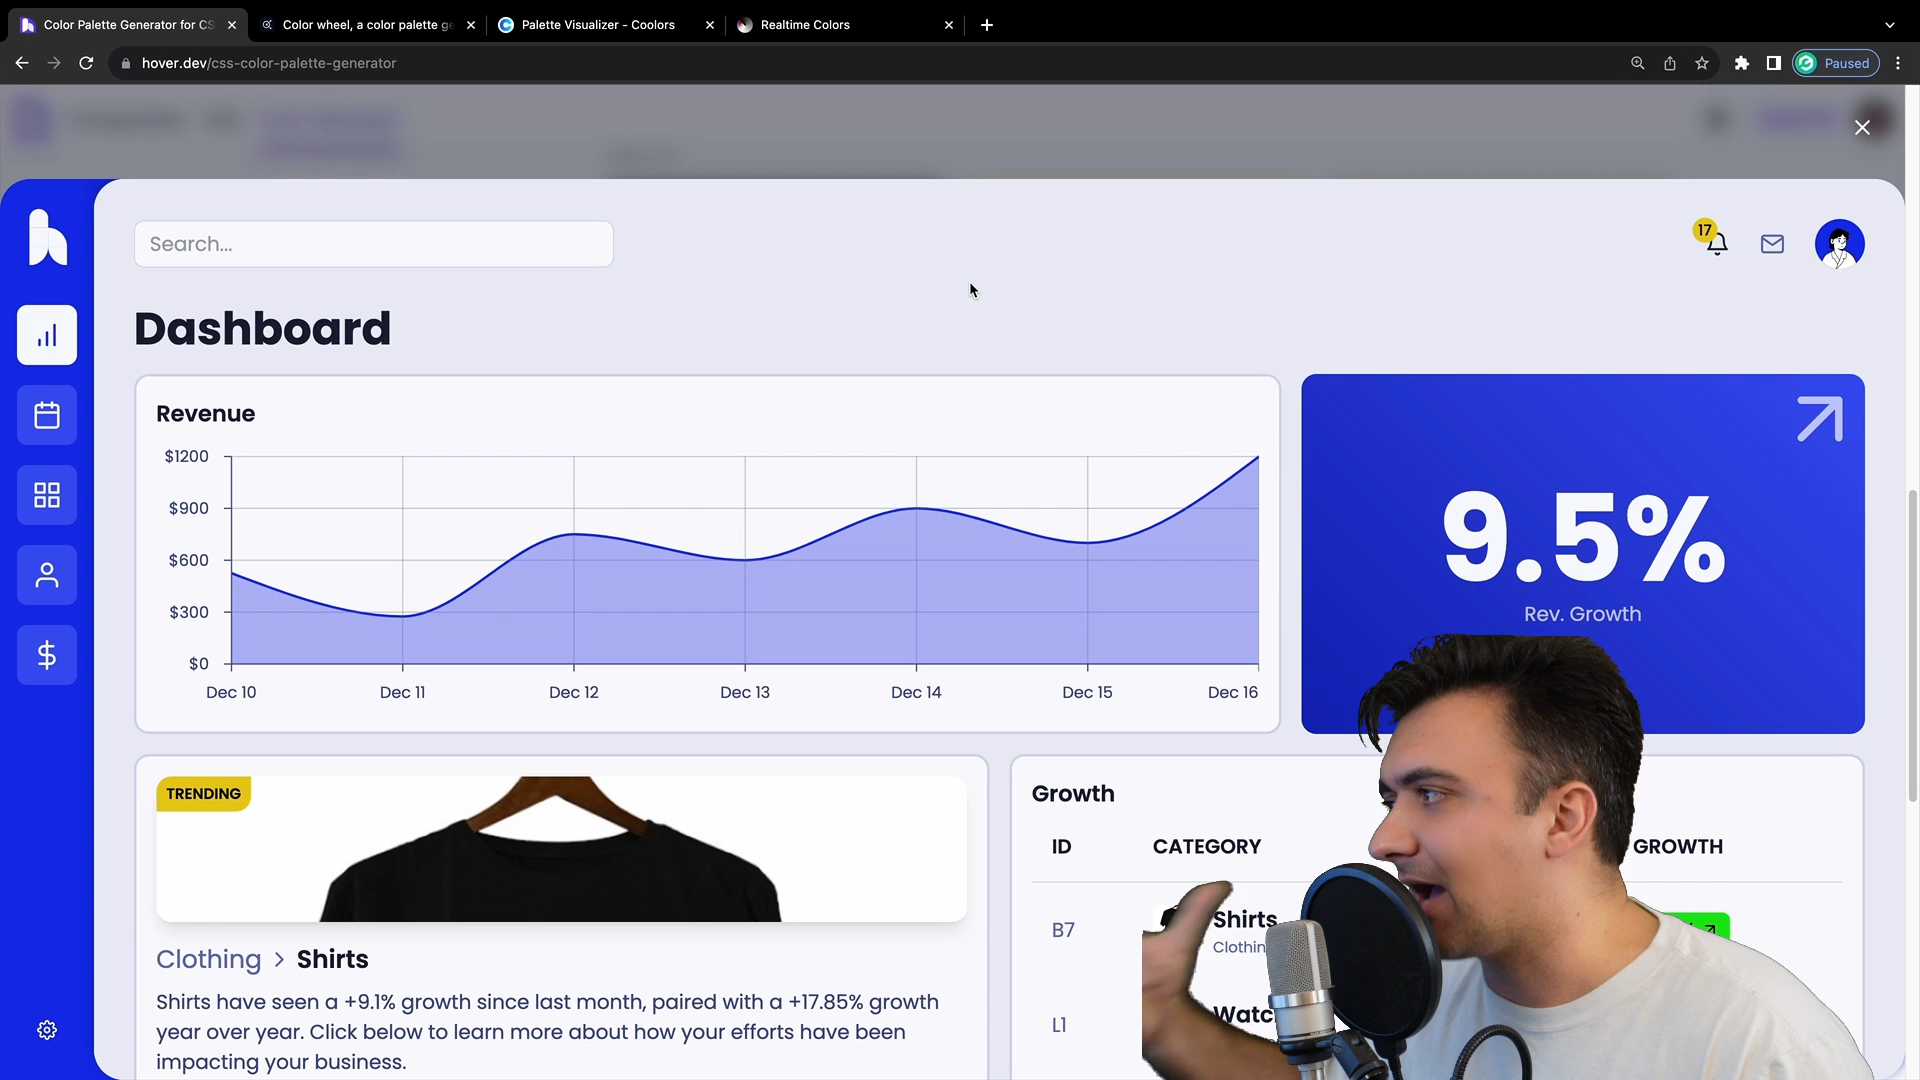 Color Palette Generator for CS
Color wheel, a color palette ge
Palette Visualizer - Coolors
Realtime Colors
hover.dev/css-color-palette-generator
Paused
Search...
17
Dashboard
Revenue
$1200
$900
$600
$300
$0
Dec 10
Dec 11
Dec 12
Dec 13
Dec 14
Dec 15
Dec 16
9.5%
Rev. Growth
TRENDING
Clothing > Shirts
Shirts have seen a +9.1% growth since last month, paired with a +17.85% growth
year over year. Click below to learn more about how your efforts have been
impacting your business.
Growth
ID
CATEGORY
GROWTH
B7
Shirts
Clothin
L1
Watc